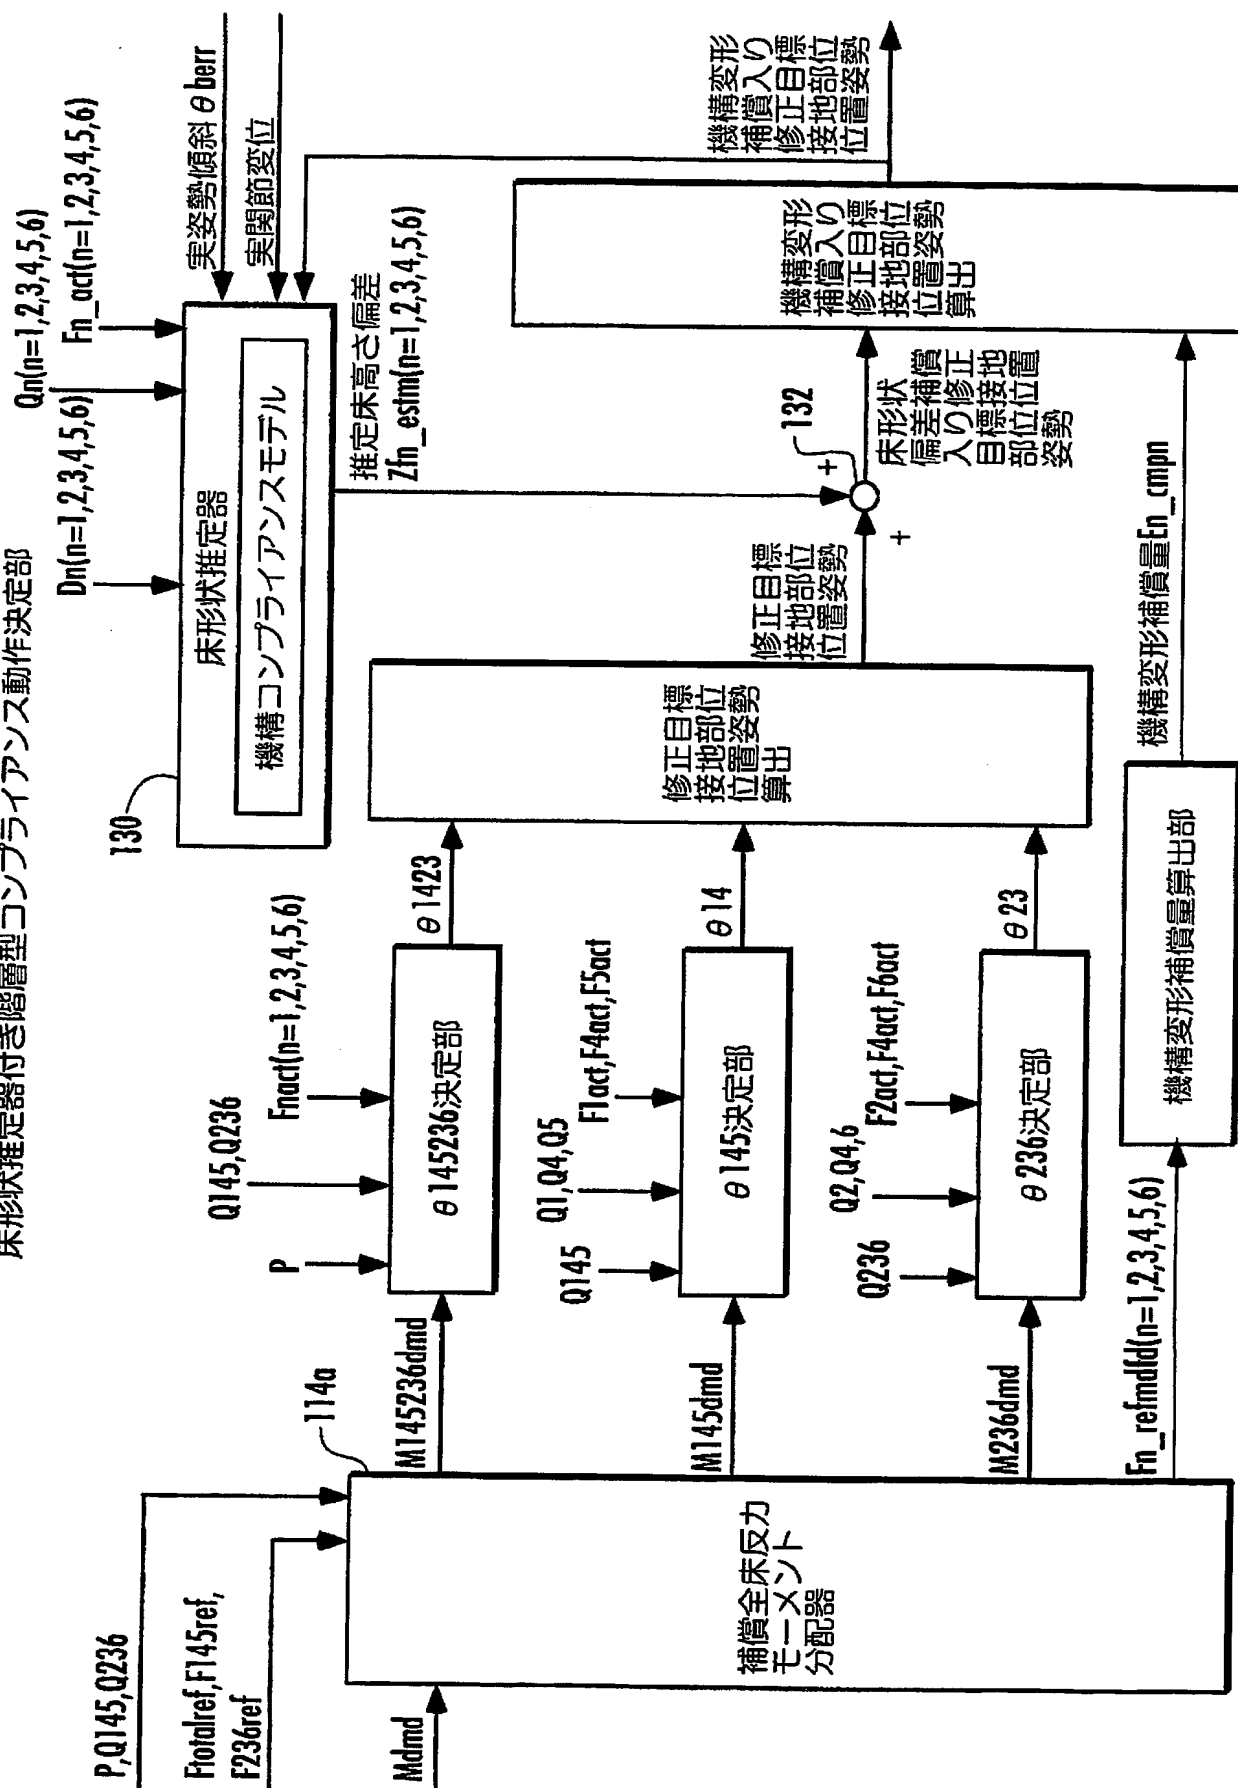 床形状推定器付き階層型コンプライアンス動作決定部
P,Q145,Q236
Ftotalref,F145ref,
F236ref
Mdmd
114a
補償全床反力
モーメント
分配器
M145236dmd
M145dmd
M236dmd
Fn_refmdfd(n=1,2,3,4,5,6)
P
Q145,Q236
Fnact(n=1,2,3,4,5,6)
θ145236決定部
θ1423
Q145
Q1,Q4,Q5
F1act,F4act,F5act
θ145決定部
θ14
Q236
Q2,Q4,6
F2act,F4act,F6act
θ236決定部
θ23
機構変形補償量算出部
機構変形補償量En_cmpn
修正目標
接地部位
位置姿勢
算出
修正目標
接地部位
位置姿勢
130
床形状推定器
機構コンプライアンスモデル
Dn(n=1,2,3,4,5,6)
Qn(n=1,2,3,4,5,6)
Fn_act(n=1,2,3,4,5,6)
実姿勢傾斜θberr
実関節変位
推定床高さ偏差
Zfn_estm(n=1,2,3,4,5,6)
132
+
+
床形状
偏差補償
入り修正
目標接地
部位位置
姿勢
機構変形
補償入り
修正目標
接地部位
位置姿勢
算出
機構変形
補償入り
修正目標
接地部位
位置姿勢